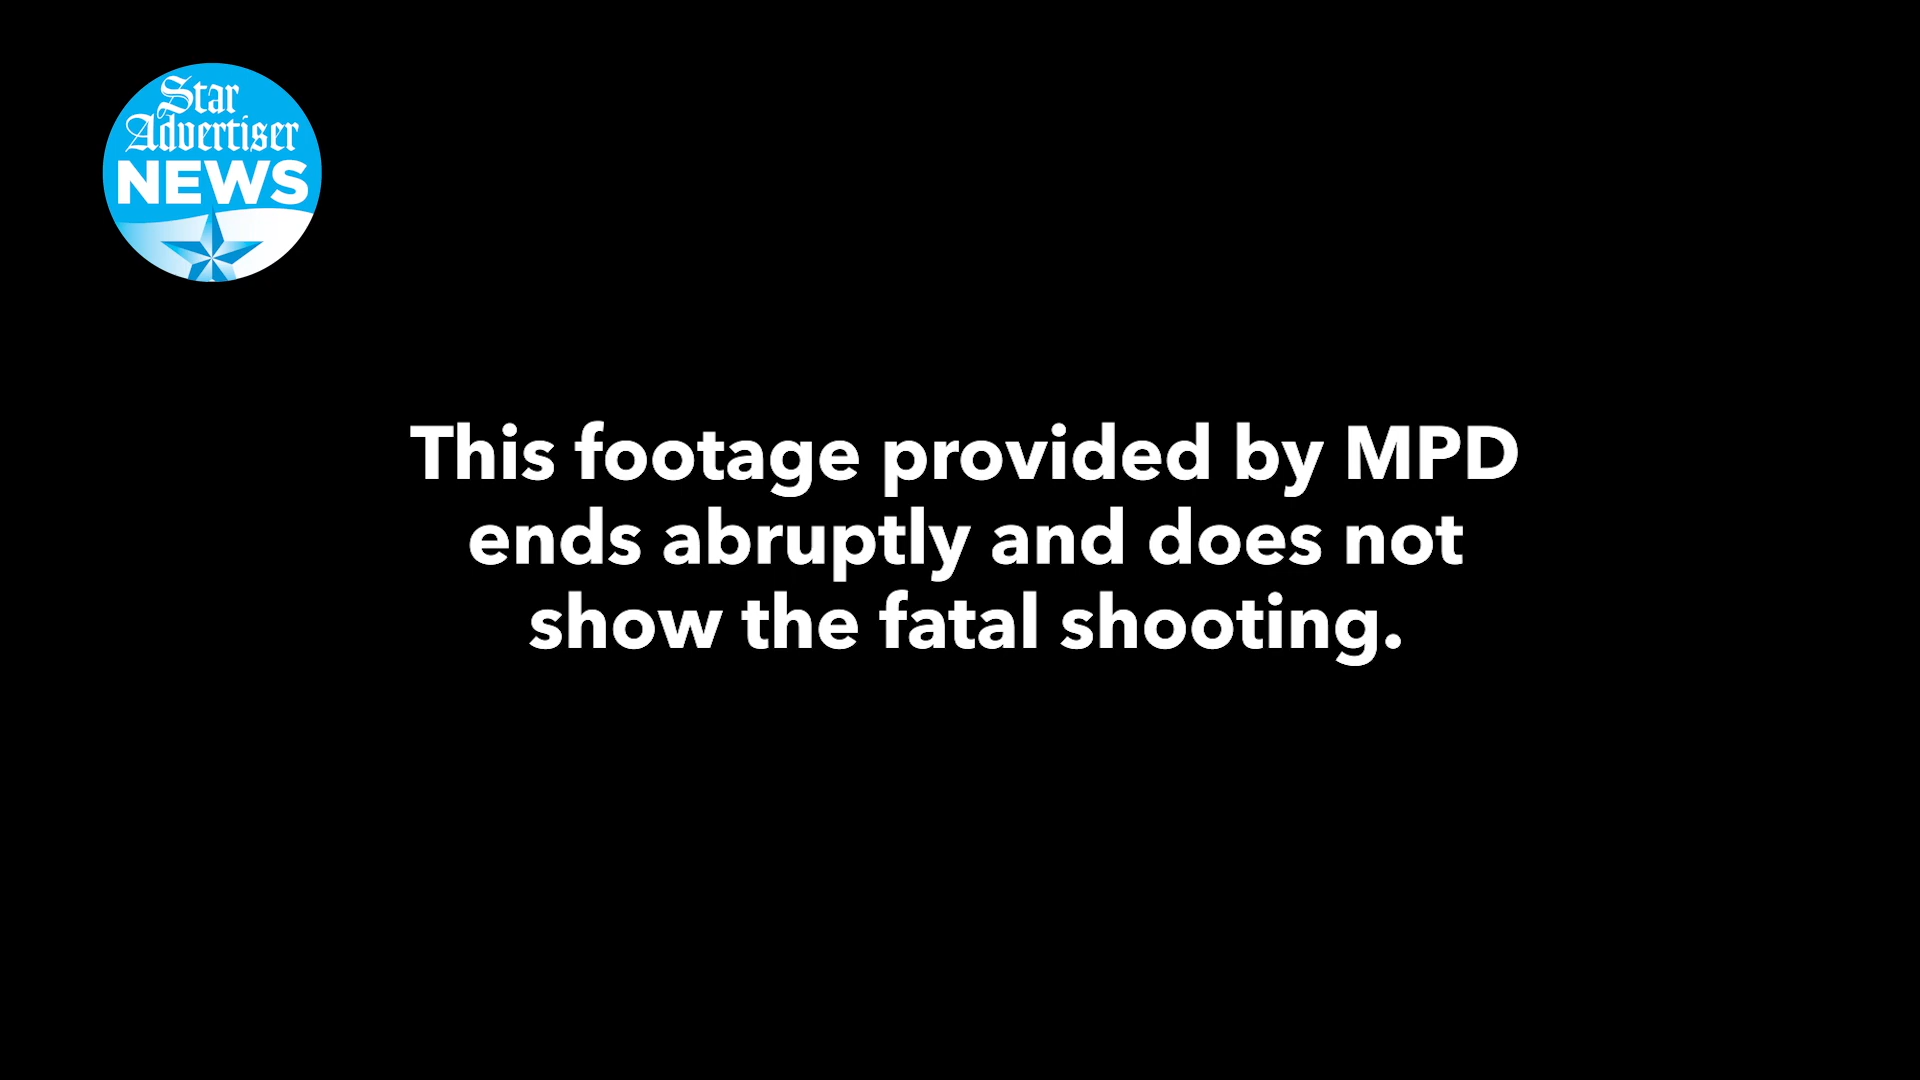 Star
Advertiser
NEWS
This footage provided by MPD
ends abruptly and does not
show the fatal shooting.